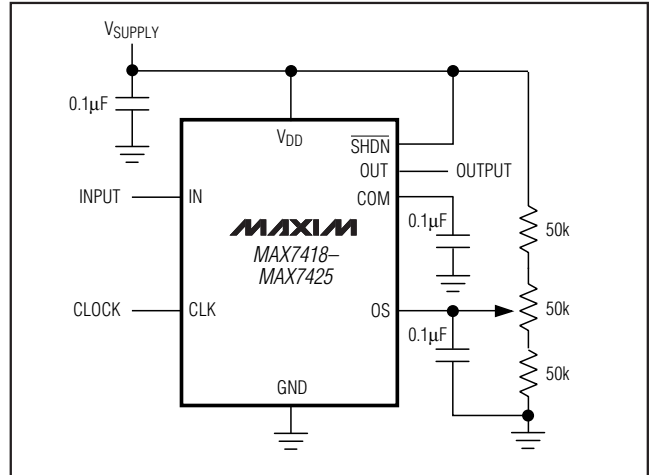 VSUPPLY
0.1µF
VDD
SHDN
OUT
OUTPUT
INPUT
IN
COM
MAXIM
0.1µF
50k
MAX7418–
MAX7425
CLOCK
CLK
OS
50k
0.1µF
50k
GND